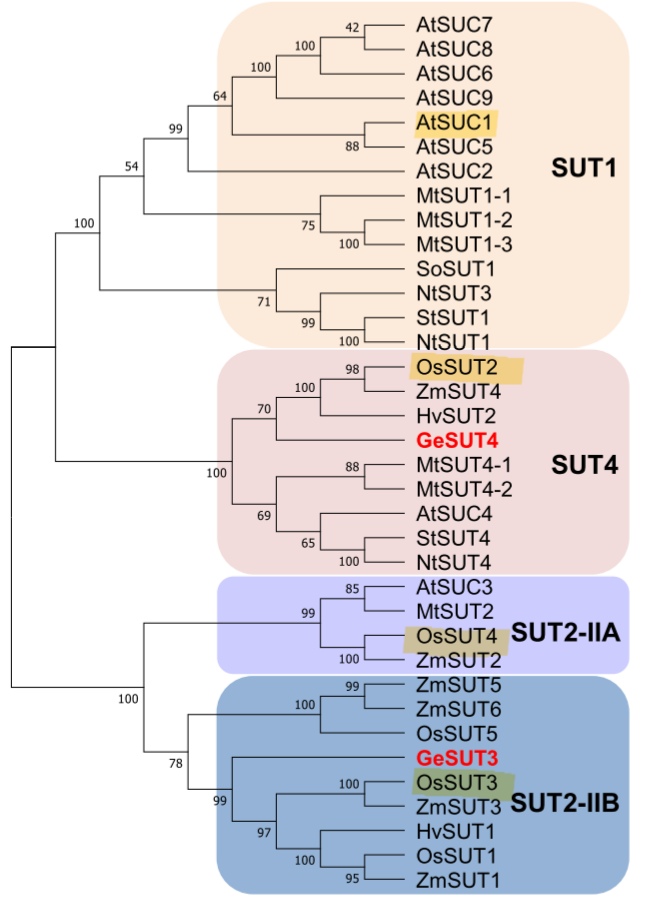 AtSUC7
42
AtSUC8
100
AtSUC6
100
AtSUC9
64
AtSUC1
88
AtSUC5
99
AtSUC2
54
SUT1
MtSUT1-1
75
MtSUT1-2
100
MtSUT1-3
100
SoSUT1
71
NtSUT3
99
StSUT1
100
NtSUT1
OsSUT2
98
ZmSUT4
100
HvSUT2
70
GeSUT4
100
SUT4
MtSUT4-1
88
MtSUT4-2
69
AtSUC4
65
StSUT4
100
NtSUT4
AtSUC3
85
MtSUT2
99
OsSUT4
SUT2-IIA
100
ZmSUT2
100
ZmSUT5
99
ZmSUT6
100
OsSUT5
78
GeSUT3
99
OsSUT3
100
ZmSUT3
SUT2-IIB
97
HvSUT1
100
OsSUT1
95
ZmSUT1